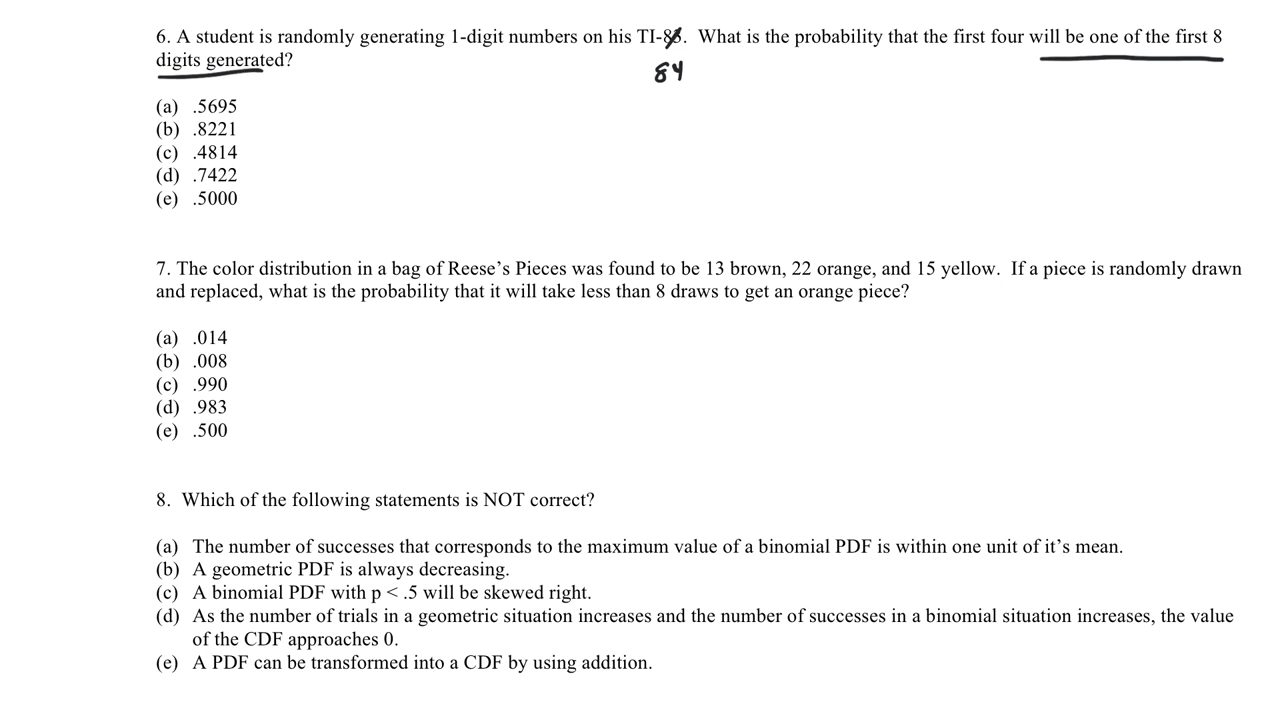 6. A student is randomly generating 1-digit numbers on his TI-83. What is the probability that the first four will be one of the first 8
digits generated?
84
(a) .5695
(b) .8221
(c) .4814
(d) .7422
(e) .5000
7. The color distribution in a bag of Reese's Pieces was found to be 13 brown, 22 orange, and 15 yellow. If a piece is randomly drawn
and replaced, what is the probability that it will take less than 8 draws to get an orange piece?
(a) .014
(b) .008
(c) .990
(d) .983
(e) .500
8. Which of the following statements is NOT correct?
(a) The number of successes that corresponds to the maximum value of a binomial PDF is within one unit of it's mean.
(b) A geometric PDF is always decreasing.
(c) A binomial PDF with p < .5 will be skewed right.
(d) As the number of trials in a geometric situation increases and the number of successes in a binomial situation increases, the value
of the CDF approaches 0.
(e) A PDF can be transformed into a CDF by using addition.